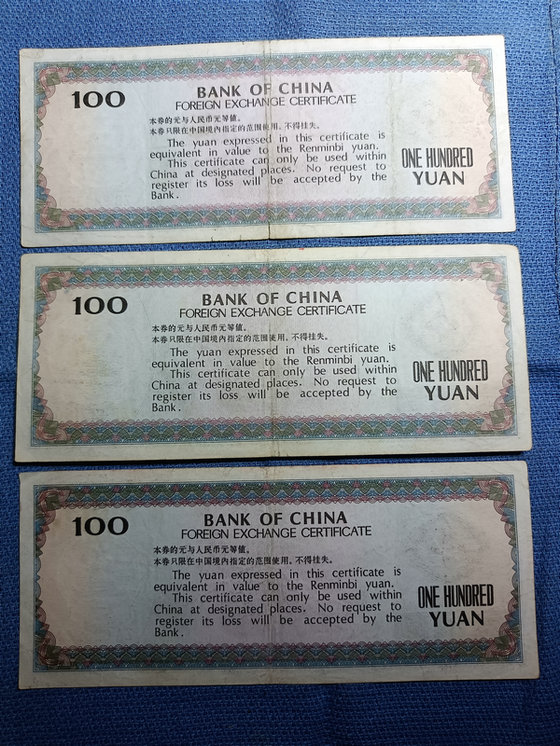 100
BANK OF CHINA
FOREIGN EXCHANGE CERTIFICATE
本券的元与人民币元等值。
本券只限在中国境内指定的范围使用，不得挂失。
The yuan expressed in this certificate is
equivalent in value to the Renminbi yuan.
This certificate can only be used within
China at designated places. No request to
register its loss will be accepted by the
Bank.
ONE HUNDRED
YUAN
100
BANK OF CHINA
FOREIGN EXCHANGE CERTIFICATE
本券的元与人民币元等值。
本券只限在中国境内指定的范围使用，不得挂失。
The yuan expressed in this certificate is
equivalent in value to the Renminbi yuan.
This certificate can only be used within
China at designated places. No request to
register its loss will be accepted by the
Bank.
ONE HUNDRED
YUAN
100
BANK OF CHINA
FOREIGN EXCHANGE CERTIFICATE
本券的元与人民币元等值。
本券只限在中国境内指定的范围使用，不得挂失。
The yuan expressed in this certificate is
equivalent in value to the Renminbi yuan.
This certificate can only be used within
China at designated places. No request to
register its loss will be accepted by the
Bank.
ONE HUNDRED
YUAN